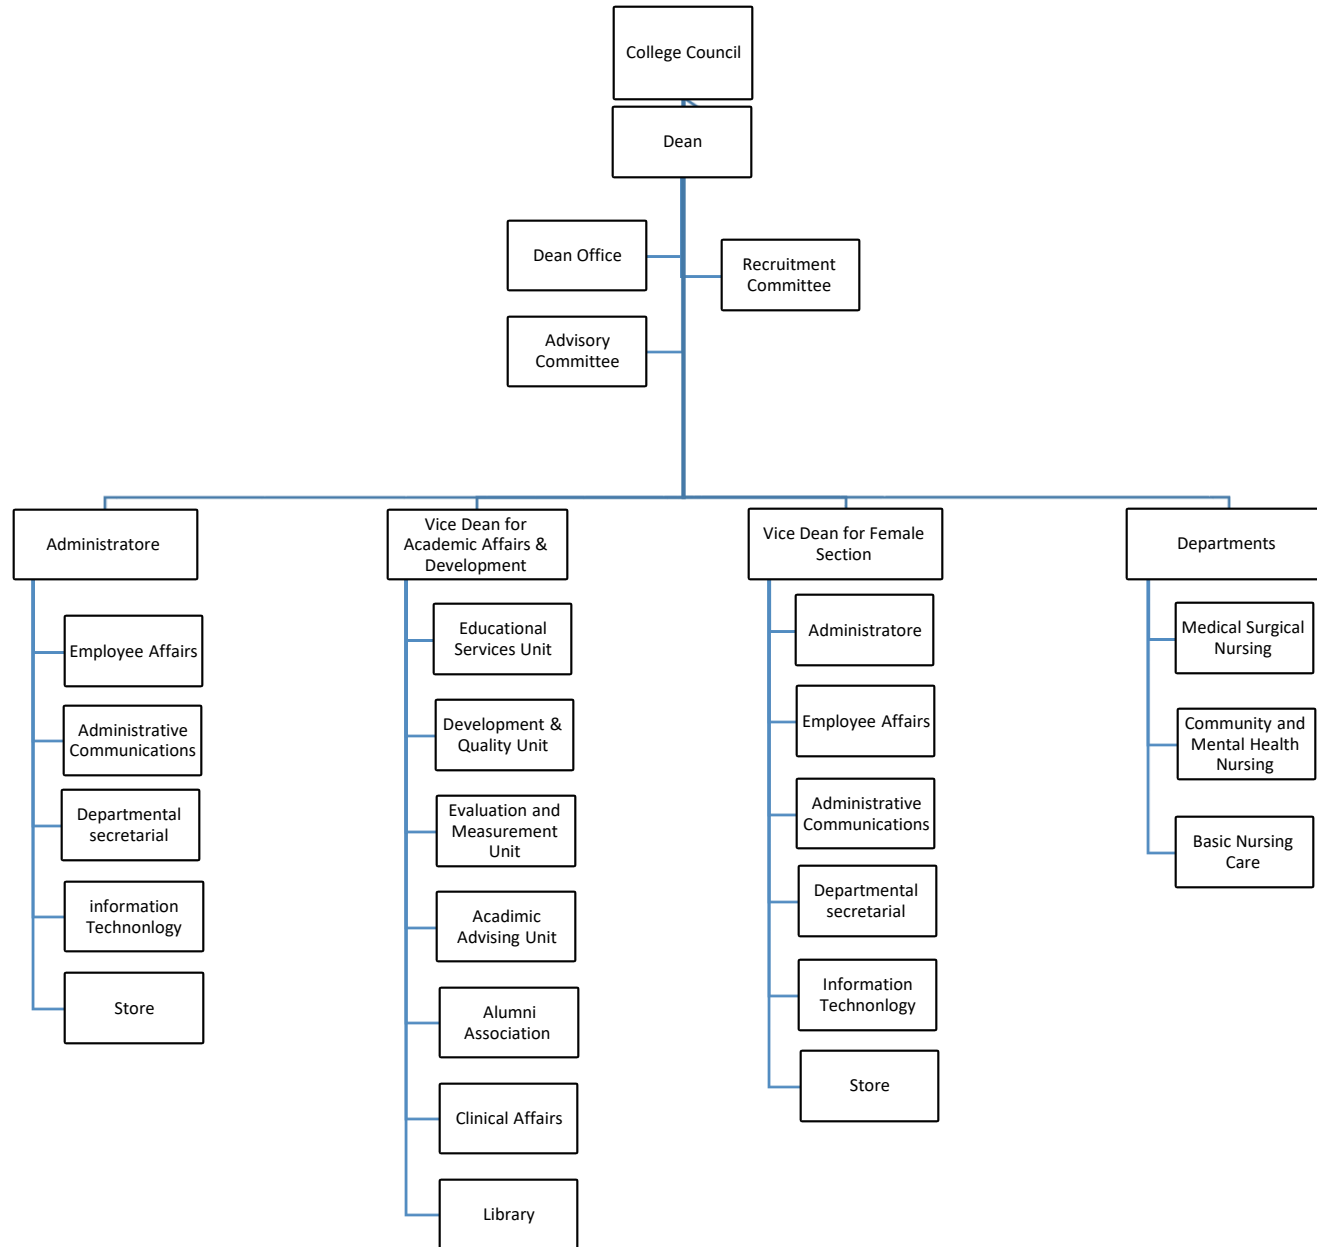 College Council
Dean
Dean Office
Recruitment
Committee
Advisory
Committee
Administratore
Employee Affairs
Administrative
Communications
Departmental
secretarial
information
Technonlogy
Store
Vice Dean for
Academic Affairs &
Development
Educational
Services Unit
Development &
Quality Unit
Evaluation and
Measurement
Unit
Acadimic
Advising Unit
Alumni
Association
Clinical Affairs
Library
Vice Dean for Female
Section
Administratore
Employee Affairs
Administrative
Communications
Departmental
secretarial
Information
Technonlogy
Store
Departments
Medical Surgical
Nursing
Community and
Mental Health
Nursing
Basic Nursing
Care